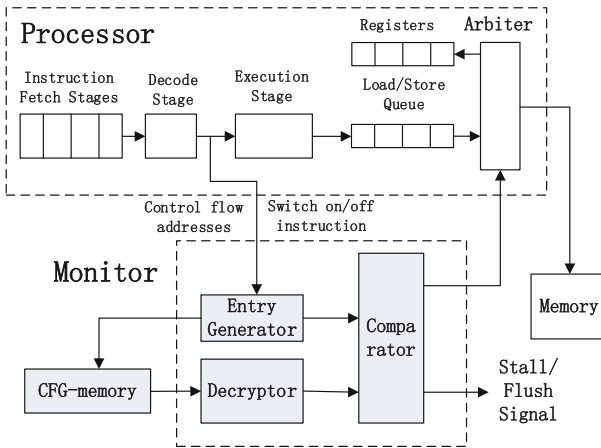 Processor
Registers
Arbiter
Instruction
Fetch Stages
Decode
Stage
Execution
Stage
Load/Store
Queue
Control flow
addresses
Switch on/off
instruction
Monitor
Entry
Generator
Compa
rator
Memory
CFG-memory
Decryptor
Stall/
Flush
Signal